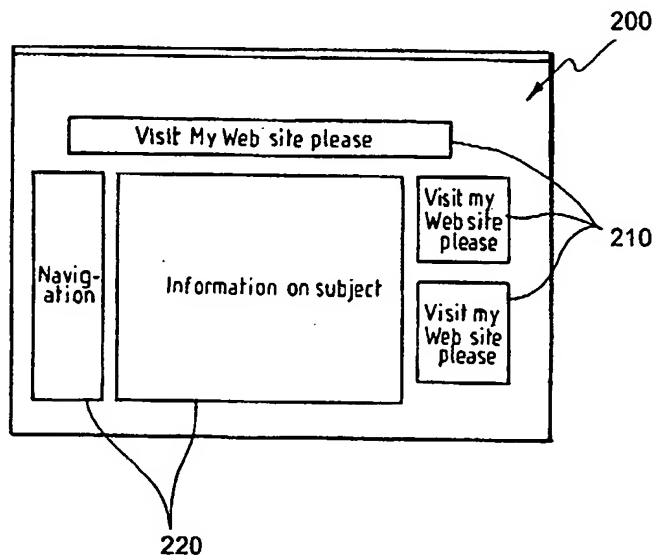 200
Visit My Web site please
Visit my
Web site
please
210
Navig-
ation
Information on subject
Visit my
Web site
please
220